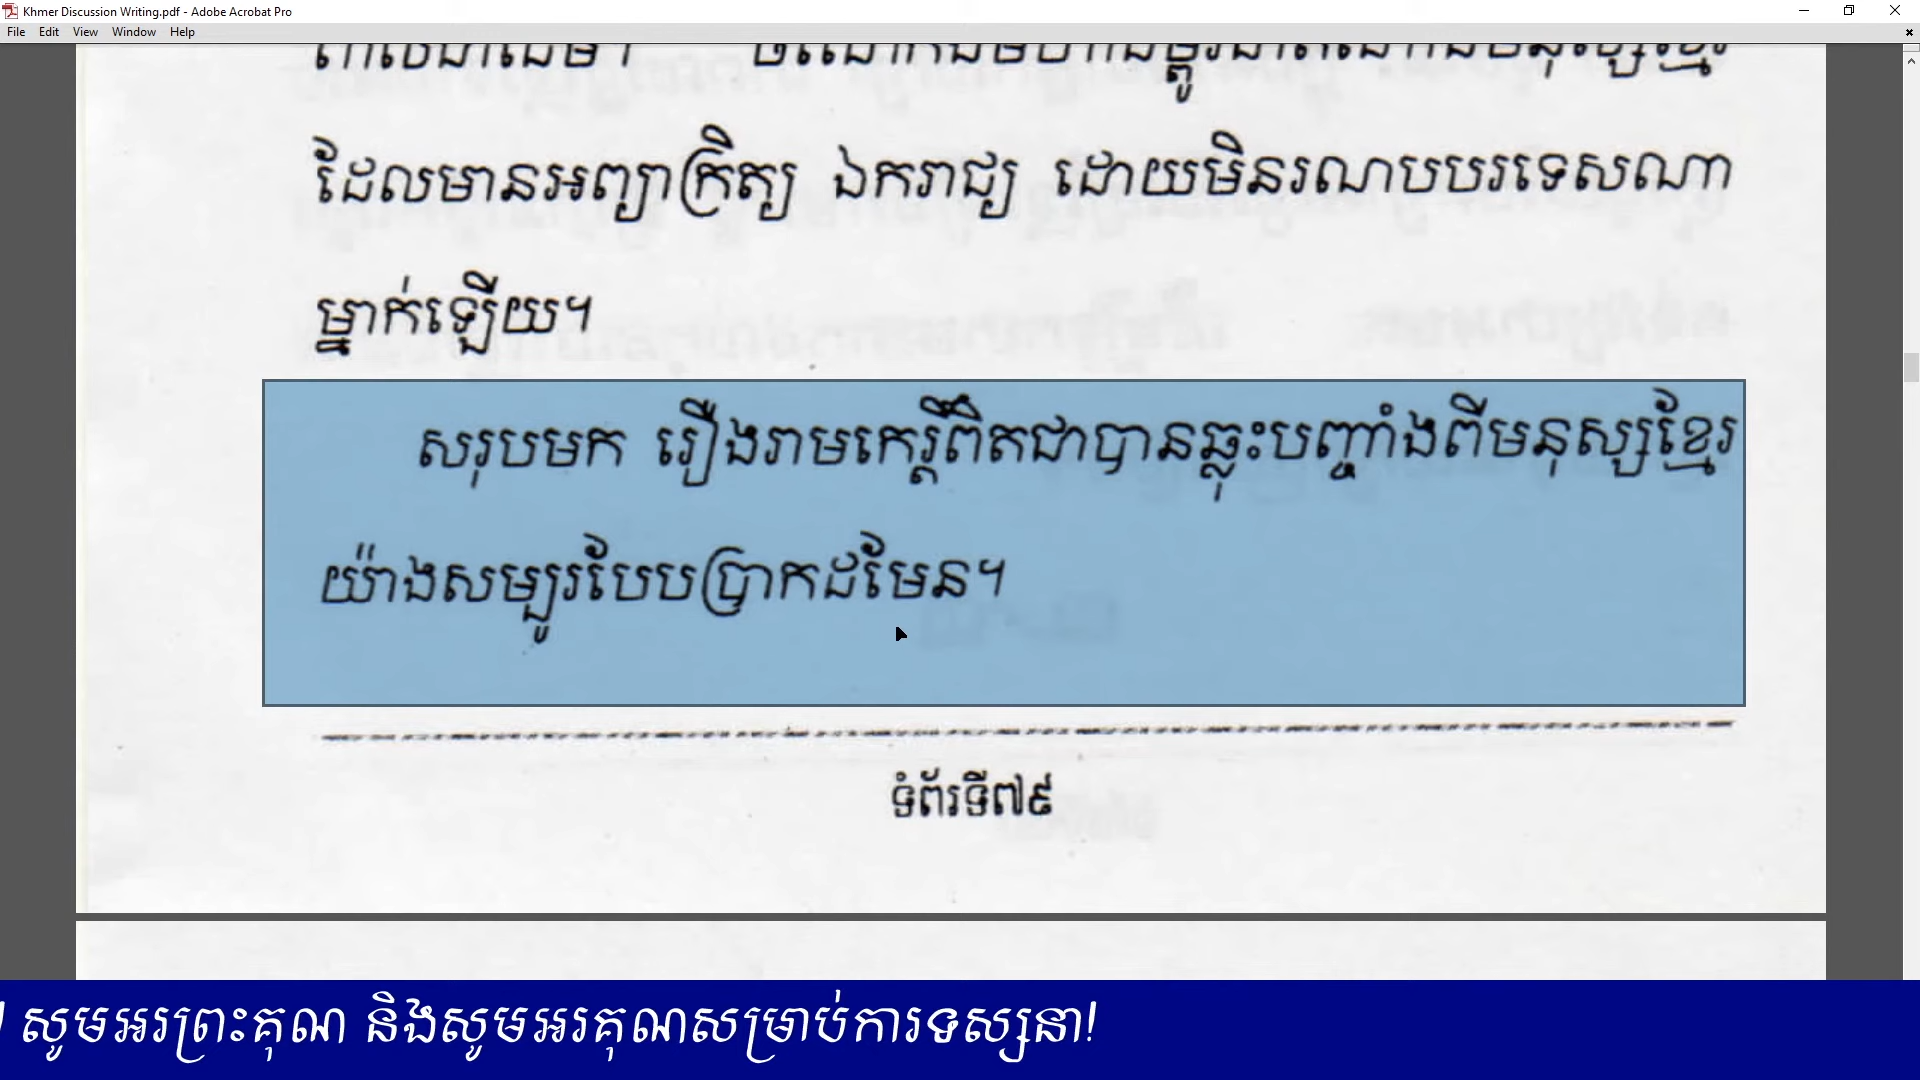 Khmer Discussion Writing.pdf - Adobe Acrobat Pro
File Edit View Window Help
ដែលមានអព្យាក្រិត្យ ឯករាជ្យ ដោយមិនរណបបរទេសណា
ម្នាក់ឡើយ។
សរុបមក រឿងរាមកេរ្តិ៍ពិតជាបានឆ្លុះបញ្ចាំងពីមនុស្សខ្មែរ
យ៉ាងសម្បូរបែបប្រាកដមែន។
ទំព័រទី៧៩
! សូមអរព្រះគុណ និងសូមអរគុណសម្រាប់ការទស្សនា!